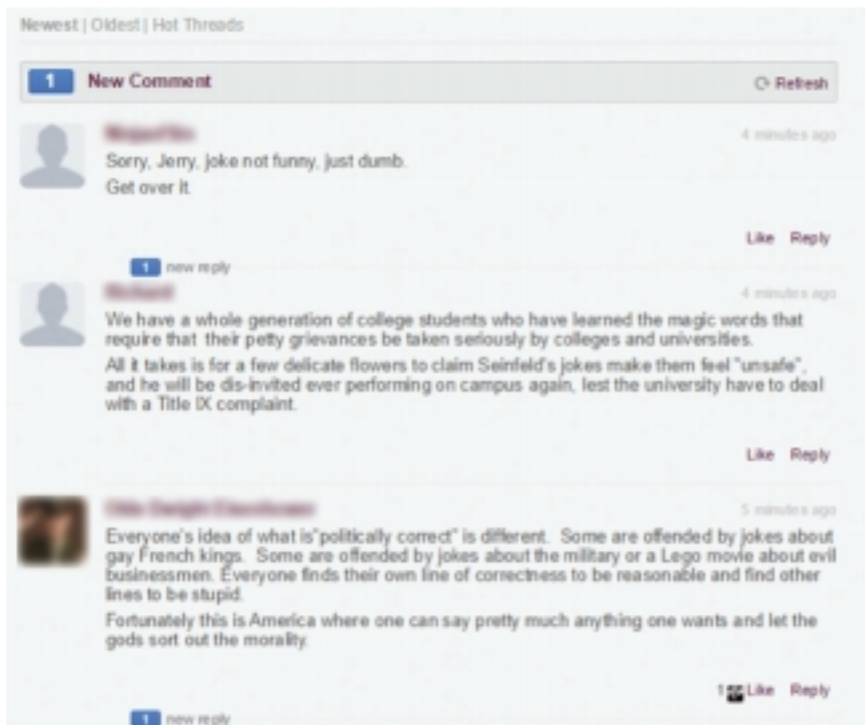 Newest | Oldest | Hot Threads
1 New Comment Refresh
4 minutes ago
Sorry, Jerry, joke not funny, just dumb.
Get over it
Like Reply
1 new reply
4 minutes ago
We have a whole generation of college students who have learned the magic words that
require that their petty grievances be taken seriously by colleges and universities.
All it takes is for a few delicate flowers to claim Seinfeld's jokes make them feel "unsafe",
and he will be dis-invited ever performing on campus again, lest the university have to deal
with a Title IX complaint.
Like Reply
5 minutes ago
Everyone's idea of what is"politically correct" is different. Some are offended by jokes about
gay French kings. Some are offended by jokes about the military or a Lego movie about evil
businessmen. Everyone finds their own line of correctness to be reasonable and find other
lines to be stupid.
Fortunately this is America where one can say pretty much anything one wants and let the
gods sort out the morality.
1 Like Reply
1 new reply